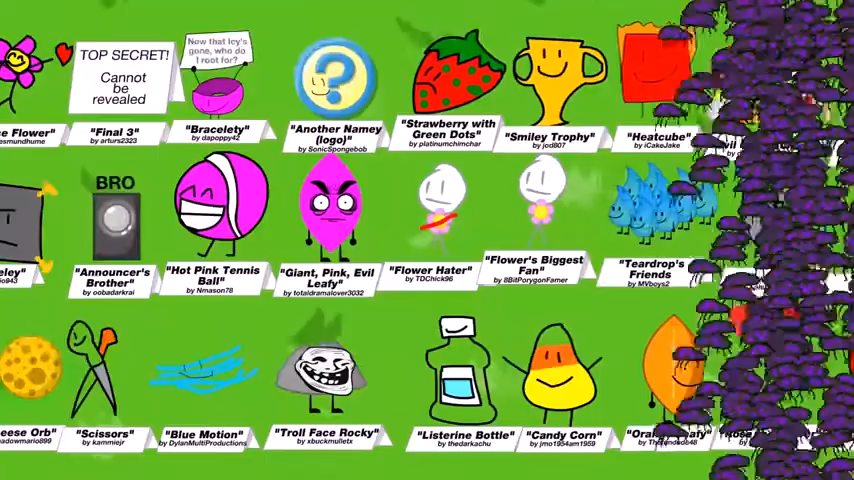 TOP SECRET!
Cannot
be
revealed
Now that Icy's
gone, who do
I root for?
Flower"
"Final 3"
by arturs2323
"Bracelety"
by dapoppy42
"Another Namey
(logo)"
by SonicSpongebob
"Strawberry with
Green Dots"
by platinumchimchar
"Smiley Trophy"
by jod807
"Heatcube"
by iCakeJake
BRO
"Announcer's
Brother"
by oobadarkrai
"Hot Pink Tennis
Ball"
by Nmason78
"Giant, Pink, Evil
Leafy"
by totaldramalover3032
"Flower Hater"
by TDChick96
"Flower's Biggest
Fan"
by 8BitPorygonFamer
"Teardrop's
Friends
by MVboys2
Orb"
"Scissors"
by kammiejr
"Blue Motion"
by DylanMultiProductions
"Troll Face Rocky"
by xbuckmulletx
"Listerine Bottle"
by thedarkachu
"Candy Corn"
by jmo1954am1959